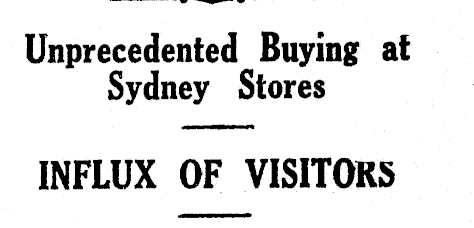 Unprecedented Buying at
Sydney Stores
INFLUX OF VISITORS